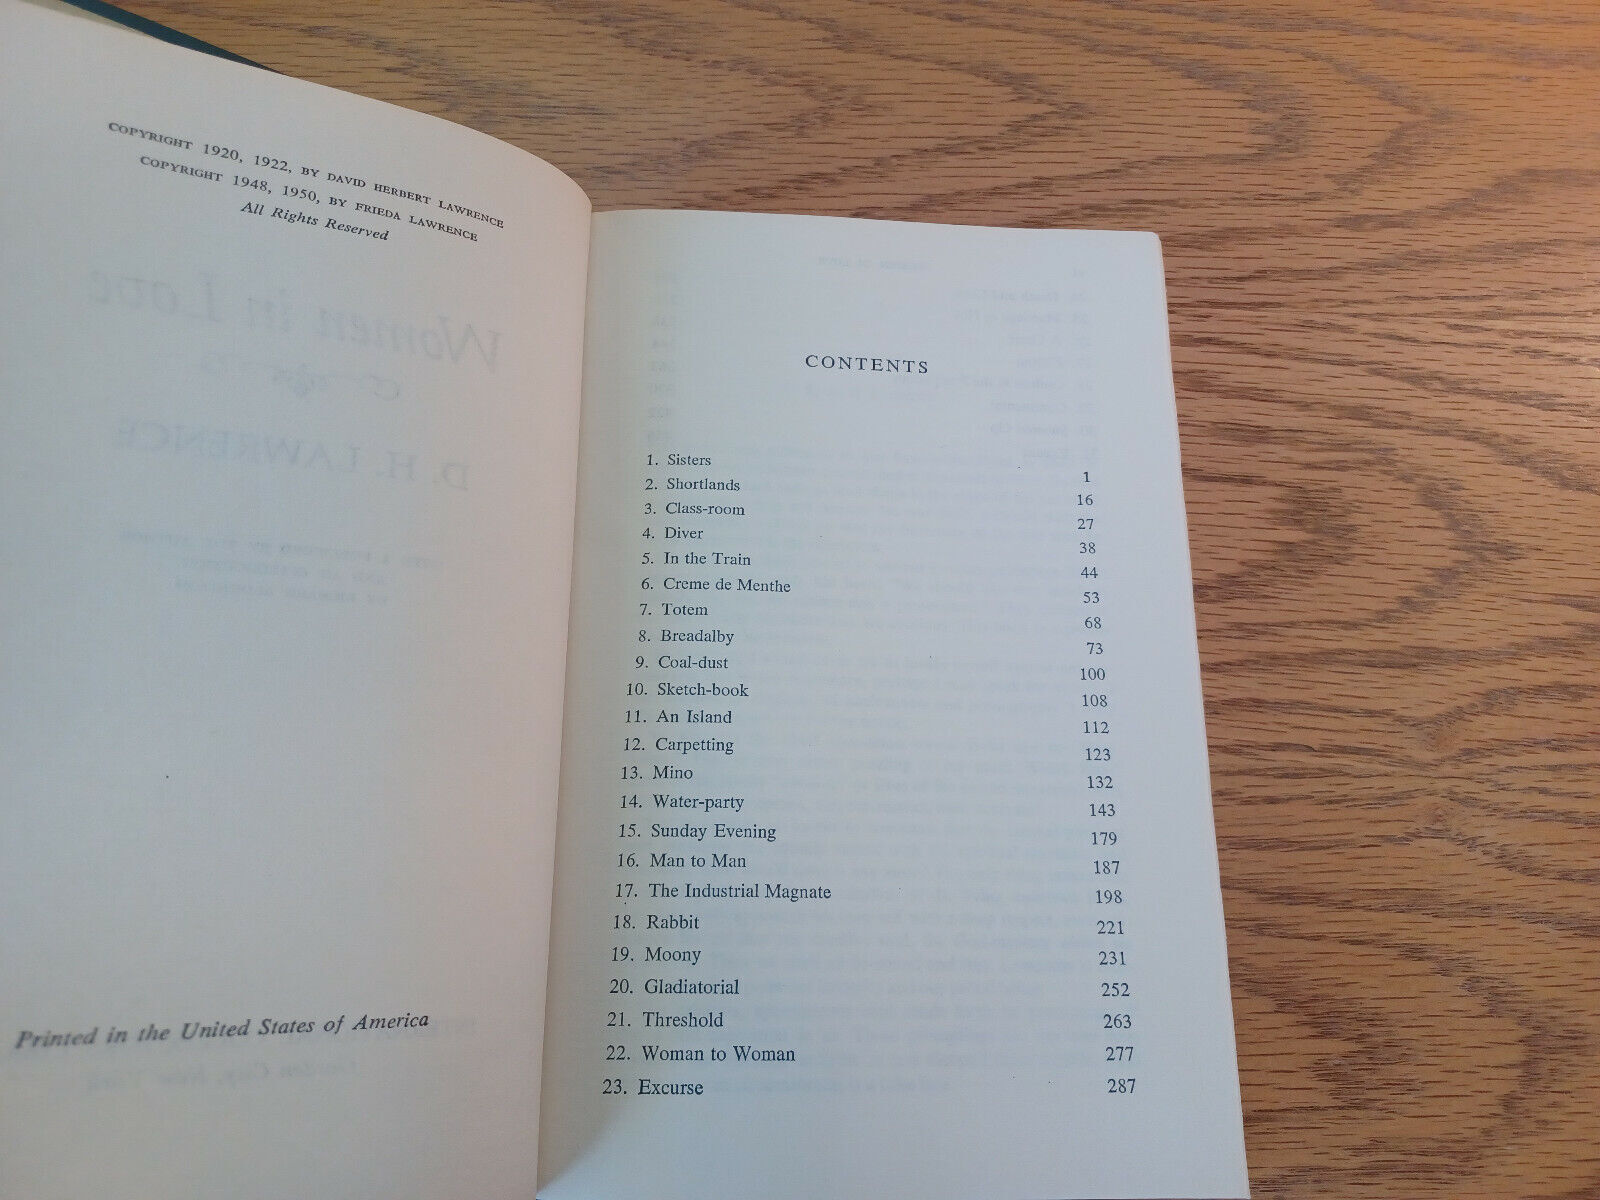 COPYRIGHT 1920, 1922, BY DAVID HERBERT LAWRENCE
COPYRIGHT 1948, 1950, BY FRIEDA LAWRENCE
All Rights Reserved
Women in Love
D. H. LAWRENCE
Printed in the United States of America
CONTENTS
1. Sisters 1
2. Shortlands 16
3. Class-room 27
4. Diver 38
5. In the Train 44
6. Creme de Menthe 53
7. Totem 68
8. Breadalby 73
9. Coal-dust 100
10. Sketch-book 108
11. An Island 112
12. Carpetting 123
13. Mino 132
14. Water-party 143
15. Sunday Evening 179
16. Man to Man 187
17. The Industrial Magnate 198
18. Rabbit 221
19. Moony 231
20. Gladiatorial 252
21. Threshold 263
22. Woman to Woman 277
23. Excurse 287